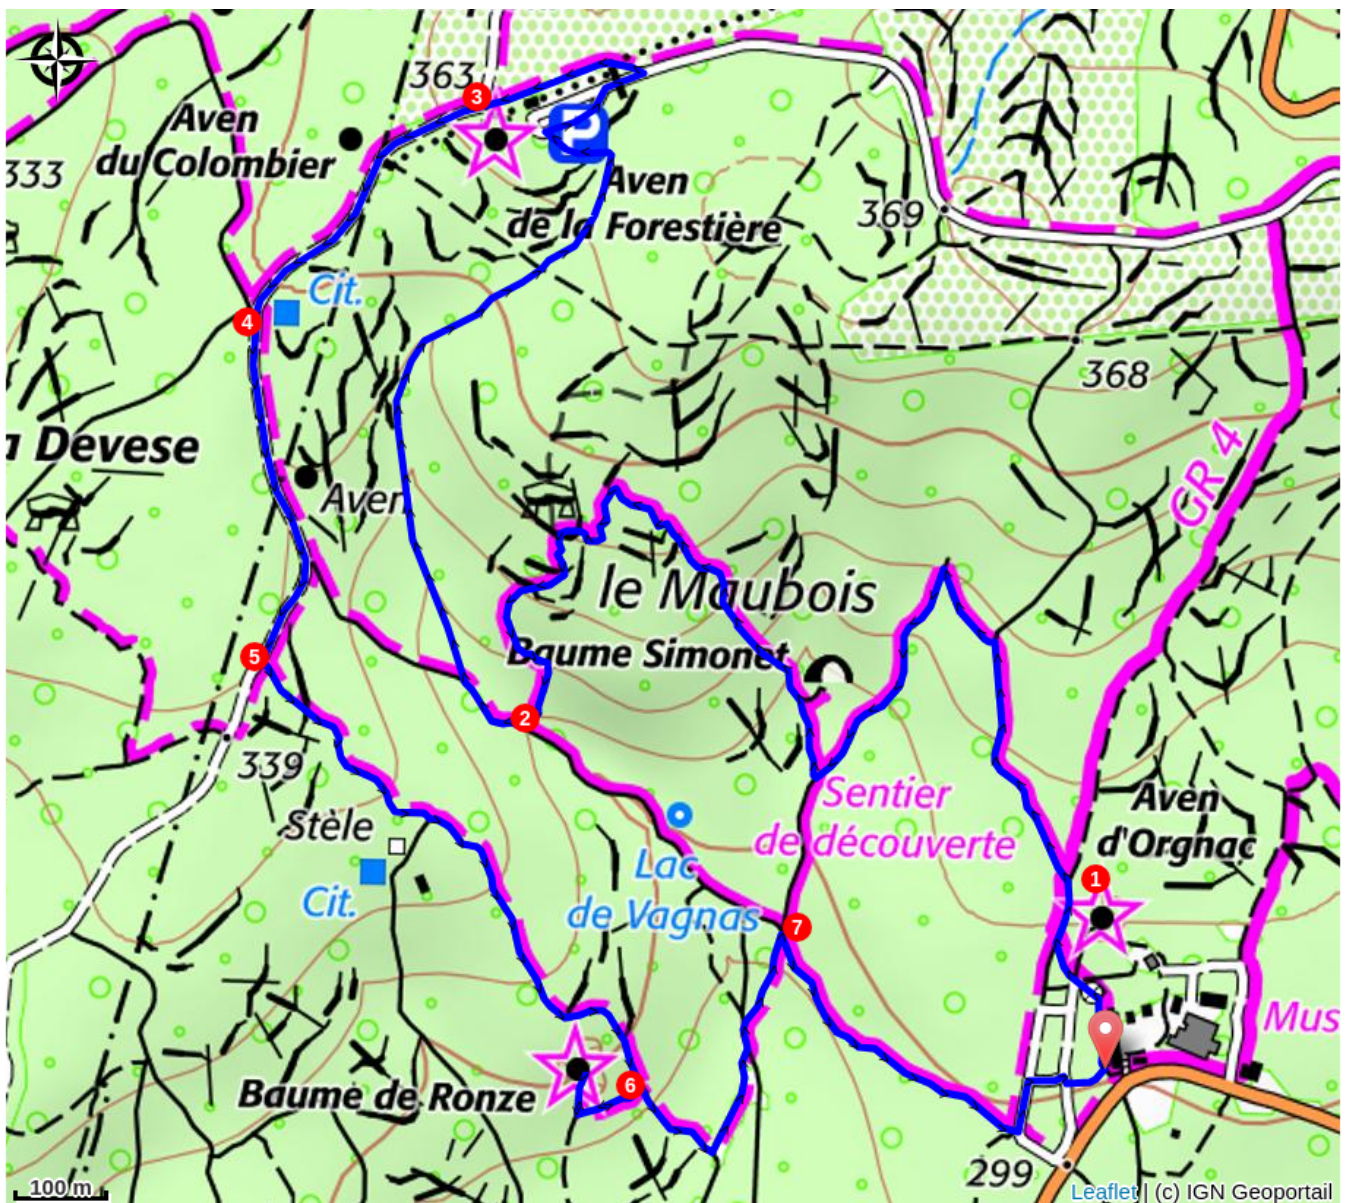 363
3
Aven
du Colombier
P
333
Aven
de la Forestière
369
Cit.
4
368
a Devese
GR 4
Aven
le Maubois
Baume Simonet
5
2
339
Sentier
de découverte
Aven
d'Orgnac
Stèle
Lac
de Vagnas
1
Cit.
7
Mus
Baume de Ronze
6
299
100 m
Leaflet | (c) IGN Geoportail